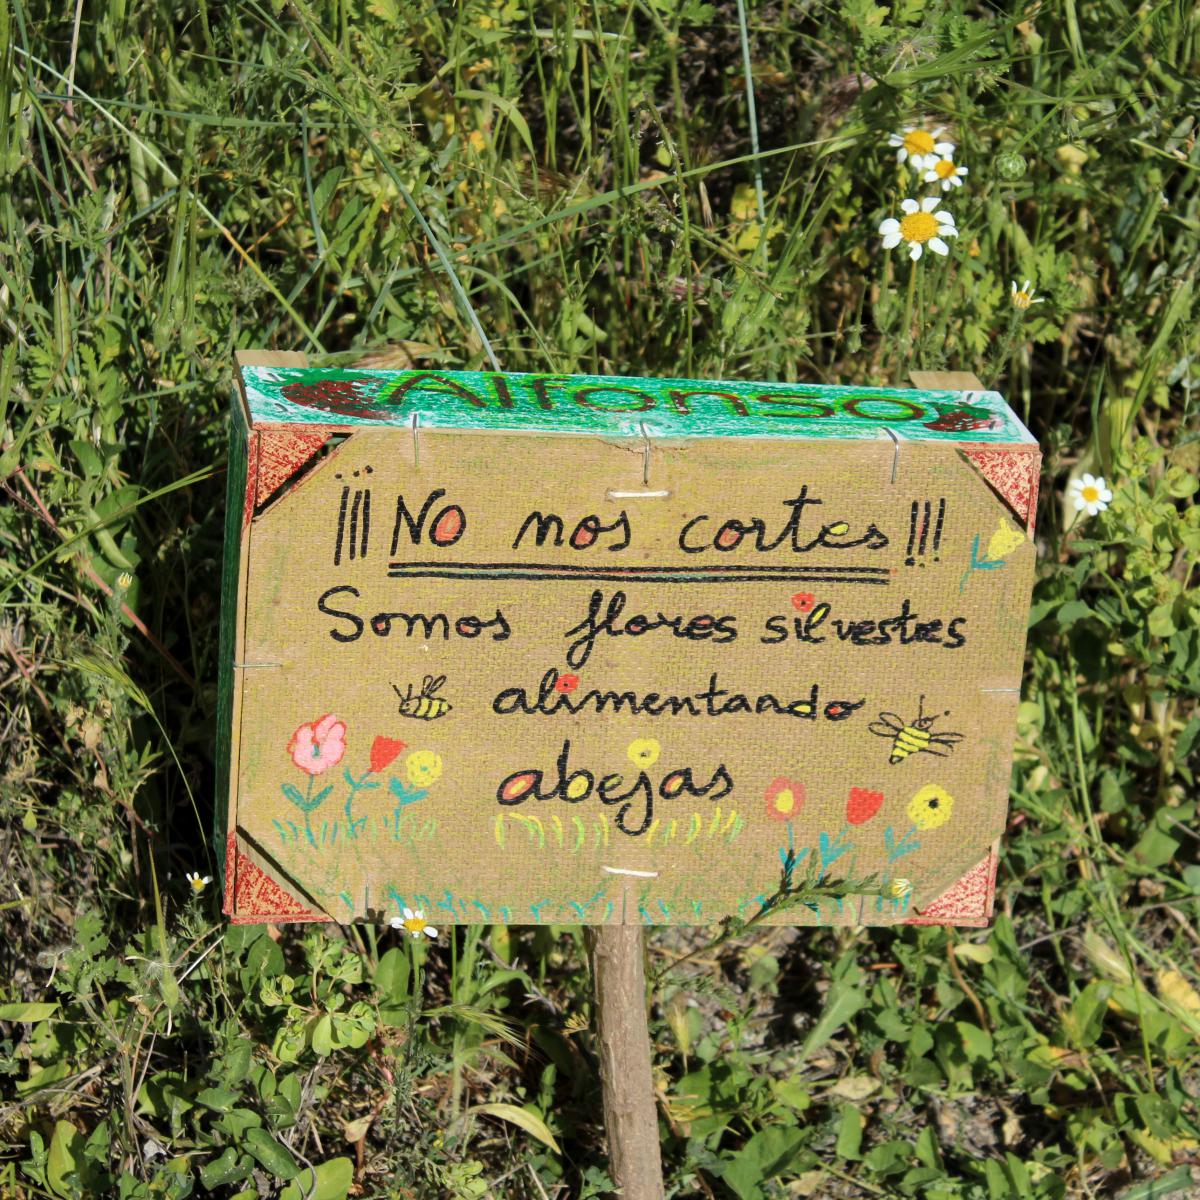 Alfonso
¡¡¡No nos cortes!!!
Somos flores silvestres
alimentando
abejas